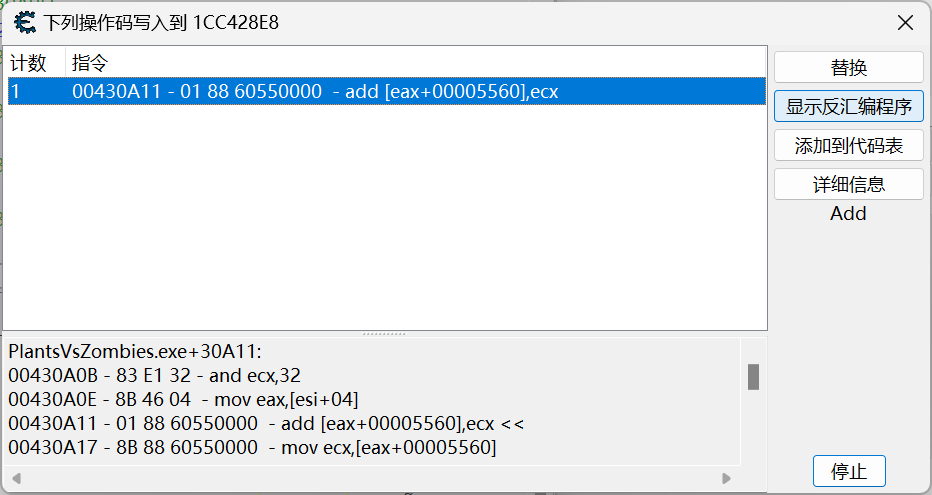 下列操作码写入到 1CC428E8
计数 指令
1 00430A11 - 01 88 60550000 - add [eax+00005560],ecx
替换
显示反汇编程序
添加到代码表
详细信息
Add
PlantsVsZombies.exe+30A11:
00430A0B - 83 E1 32 - and ecx,32
00430A0E - 8B 46 04 - mov eax,[esi+04]
00430A11 - 01 88 60550000 - add [eax+00005560],ecx <<
00430A17 - 8B 88 60550000 - mov ecx,[eax+00005560]
停止